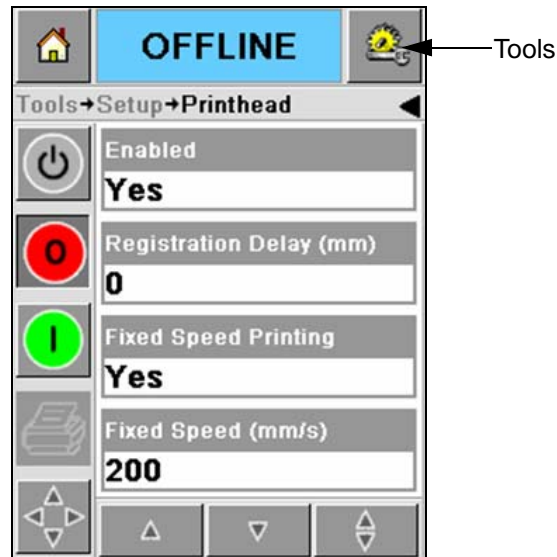 OFFLINE
Tools
Tools→Setup→Printhead
Enabled
Yes
Registration Delay (mm)
0
Fixed Speed Printing
Yes
Fixed Speed (mm/s)
200
O
I